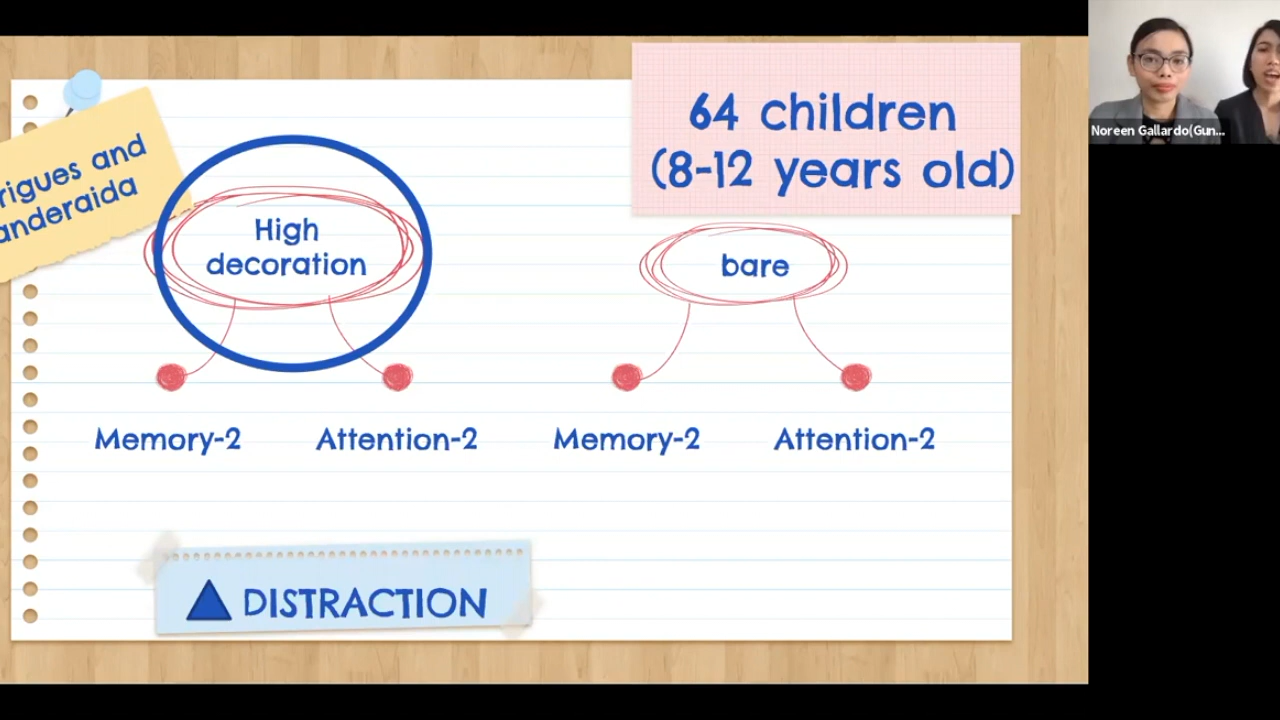 rigues and
anderaida
64 children
(8-12 years old)
High
decoration
bare
Memory-2
Attention-2
Memory-2
Attention-2
DISTRACTION
Noreen Gallardo(Gun...